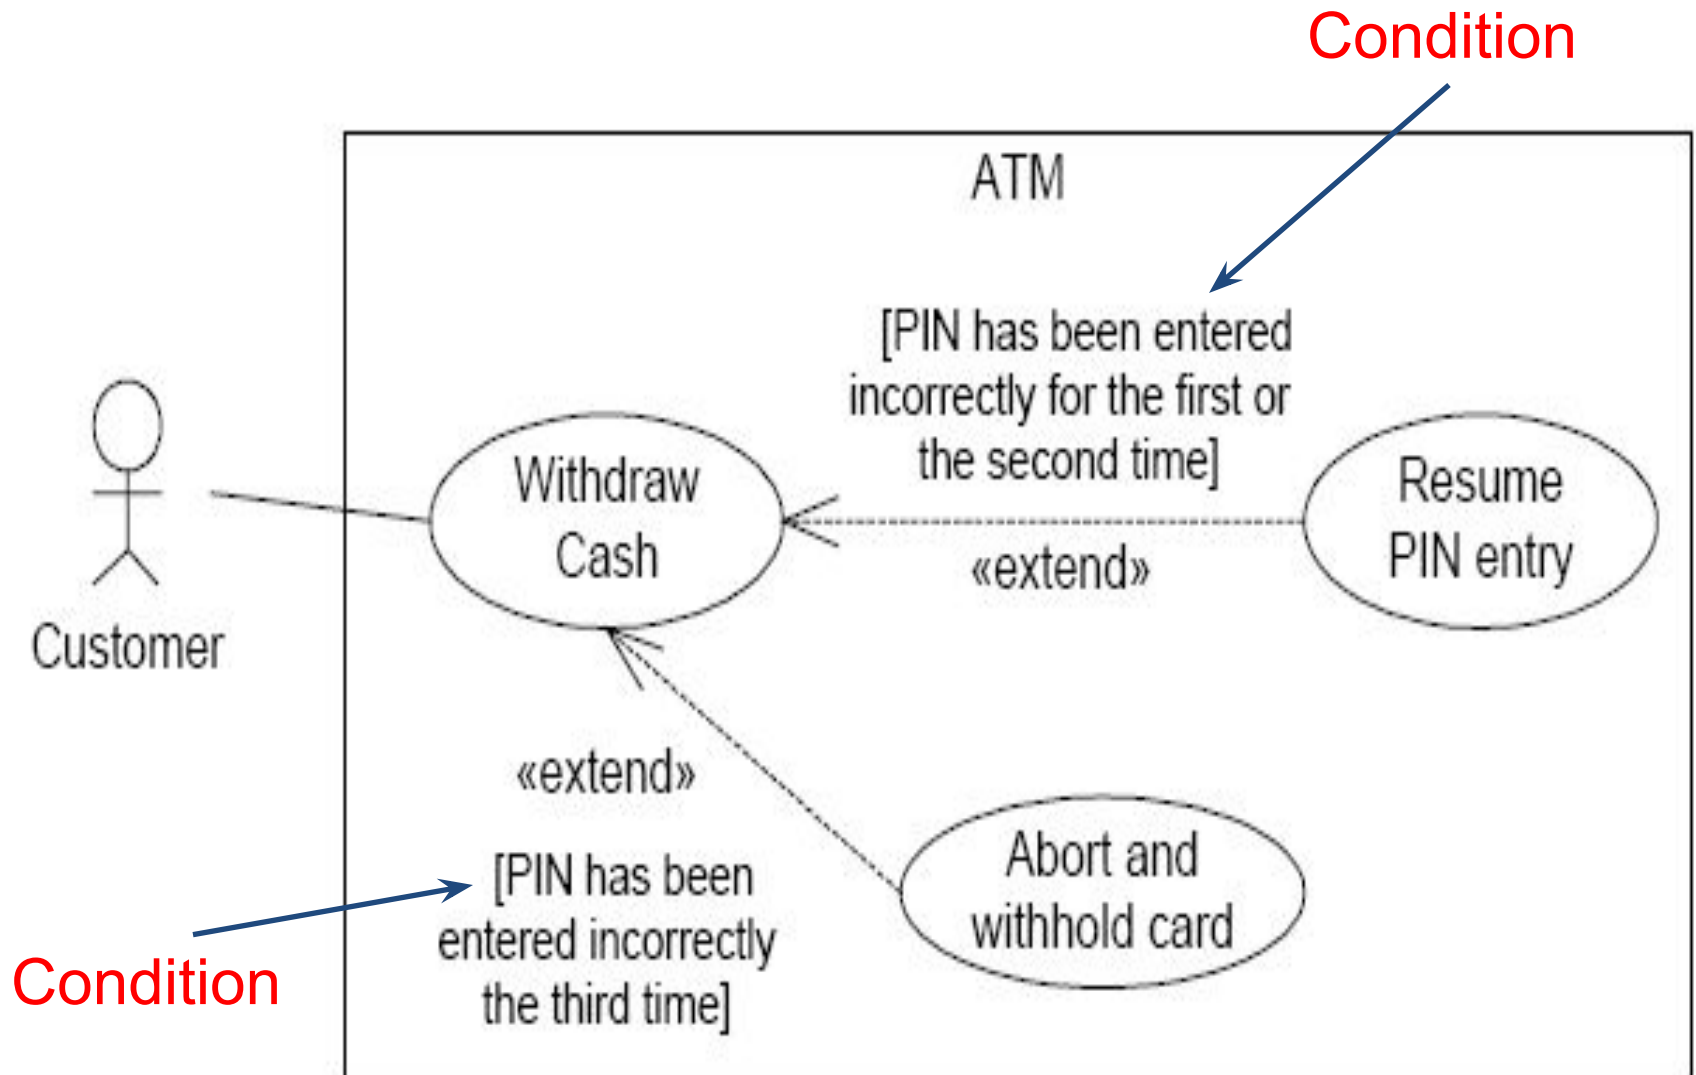 Condition
ATM
[PIN has been entered
incorrectly for the first or
the second time]
Withdraw
Cash
Resume
PIN entry
«extend»
Customer
«extend»
Abort and
withhold card
[PIN has been
entered incorrectly
the third time]
Condition